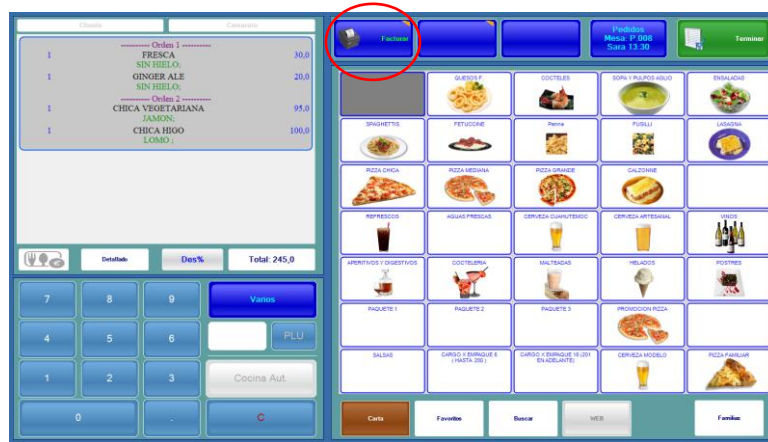 Cliente
Comensales
---------- Orden 1 ----------
1 FRESCA 30,0
SIN HIELO;
1 GINGER ALE 20,0
SIN HIELO;
---------- Orden 2 ----------
1 CHICA VEGETARIANA 95,0
JAMON;
1 CHICA HIGO 100,0
LOMO ;
Detallado
Des%
Total: 245,0
7 8 9 Varios
4 5 6 PLU
1 2 3 Cocina Aut.
0 . C
Facturar
Pedidos
Mesa: P 008
Sara 13:30
Terminar
QUESOS F.
COCTELES
SOPA Y PULPOS AGUO
ENSALADAS
SPAGHETTIS
FETUCCINE
Penne
FUSILLI
LASAGNA
PIZZA CHICA
PIZZA MEDIANA
PIZZA GRANDE
CALZONNE
REFRESCOS
AGUAS FRESCAS
CERVEZA CUAHUTEMOC
CERVEZA ARTESANAL
VINOS
APERITIVOS Y DIGESTIVOS
COCTELERIA
MALTEADAS
HELADOS
POSTRES
PAQUETE 1
PAQUETE 2
PAQUETE 3
PROMOCION PIZZA
SALSAS
CARGO X EMPAQUE 8
( HASTA 200 )
CARGO X EMPAQUE 18 (201
EN ADELANTE)
CERVEZA MODELO
PIZZA FAMILIAR
Carta
Favoritos
Buscar
WEB
Familias